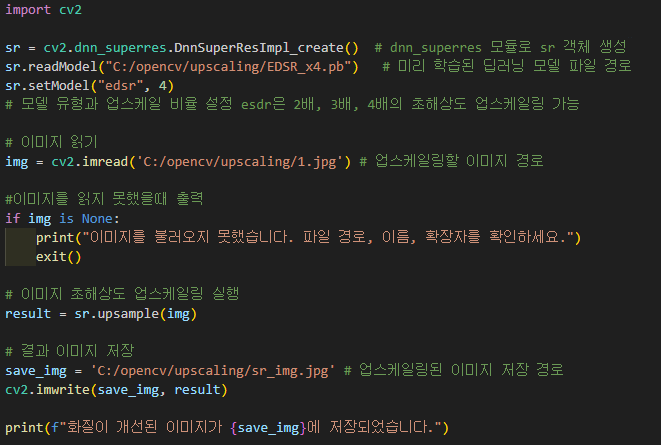 import cv2
sr = cv2.dnn_superres.DnnSuperResImpl_create()  # dnn_superres 모듈로 sr 객체 생성
sr.readModel("C:/opencv/upscaling/EDSR_x4.pb")   # 미리 학습된 딥러닝 모델 파일 경로
sr.setModel("edsr", 4)
# 모델 유형과 업스케일 비율 설정 esdr은 2배, 3배, 4배의 초해상도 업스케일링 가능
# 이미지 읽기
img = cv2.imread('C:/opencv/upscaling/1.jpg') # 업스케일링할 이미지 경로
#이미지를 읽지 못했을때 출력
if img is None:
    print("이미지를 불러오지 못했습니다. 파일 경로, 이름, 확장자를 확인하세요.")
    exit()
# 이미지 초해상도 업스케일링 실행
result = sr.upsample(img)
# 결과 이미지 저장
save_img = 'C:/opencv/upscaling/sr_img.jpg' # 업스케일링된 이미지 저장 경로
cv2.imwrite(save_img, result)
print(f"화질이 개선된 이미지가 {save_img}에 저장되었습니다.")